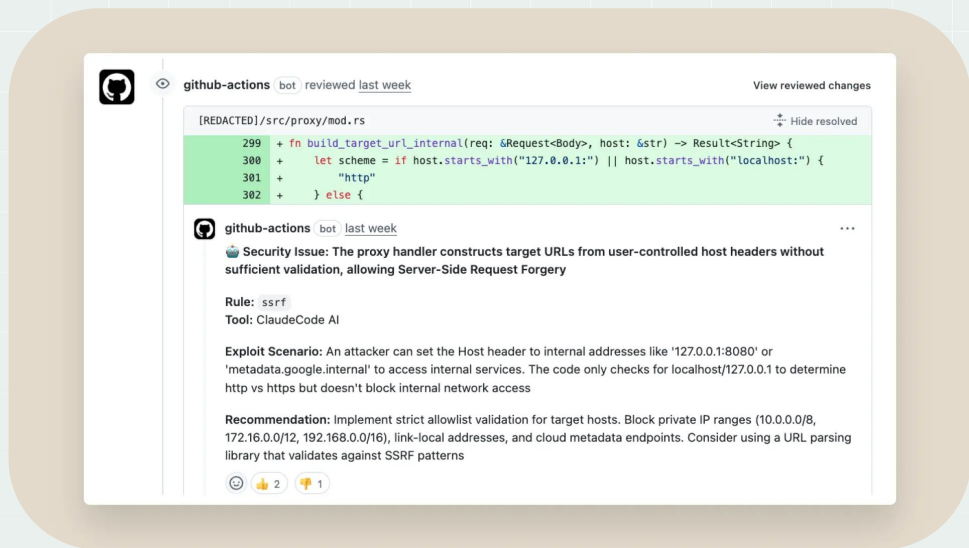 github-actions bot reviewed last week View reviewed changes
[REDACTED]/src/proxy/mod.rs Hide resolved
299 + fn build_target_url_internal(req: &Request<Body>, host: &str) -> Result<String> {
300 + let scheme = if host.starts_with("127.0.0.1:") || host.starts_with("localhost:") {
301 + "http"
302 + } else {
github-actions bot last week ...
Security Issue: The proxy handler constructs target URLs from user-controlled host headers without
sufficient validation, allowing Server-Side Request Forgery
Rule: ssrf
Tool: ClaudeCode AI
Exploit Scenario: An attacker can set the Host header to internal addresses like '127.0.0.1:8080' or
'metadata.google.internal' to access internal services. The code only checks for localhost/127.0.0.1 to determine
http vs https but doesn't block internal network access
Recommendation: Implement strict allowlist validation for target hosts. Block private IP ranges (10.0.0.0/8,
172.16.0.0/12, 192.168.0.0/16), link-local addresses, and cloud metadata endpoints. Consider using a URL parsing
library that validates against SSRF patterns
2 1